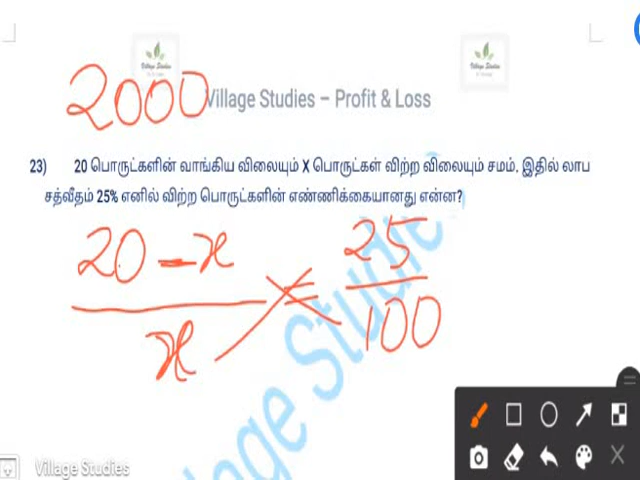 Village Studies
Village Studies
2000
Village Studies – Profit & Loss
23) 20 பொருட்களின் வாங்கிய விலையும் X பொருட்கள் விற்ற விலையும் சமம். இதில் லாப
சத்வீதம் 25% எனில் விற்ற பொருட்களின் எண்ணிக்கையானது என்ன?
20 - x
x
=
25
100
Village Studies